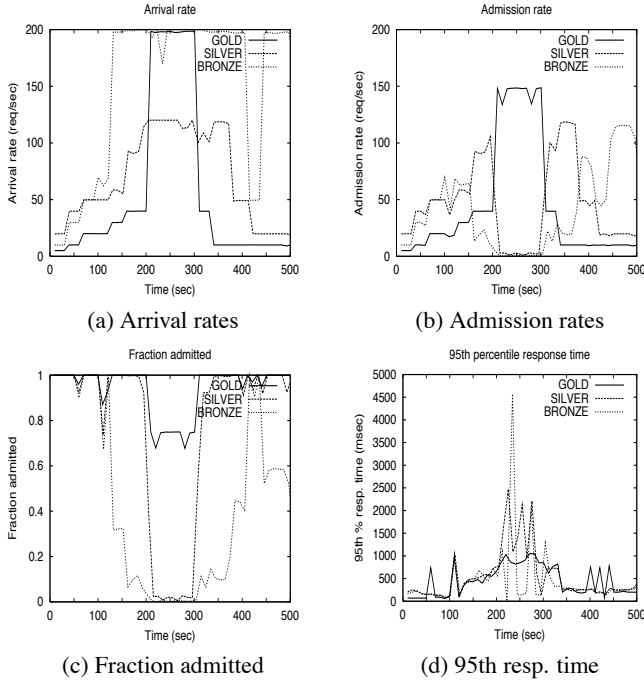 Arrival rate
GOLD
SILVER
BRONZE
Arrival rate (req/sec)
200
150
100
50
0
0 100 200 300 400 500
Time (sec)
(a) Arrival rates
Admission rate
GOLD
SILVER
BRONZE
Admission rate (req/sec)
200
150
100
50
0
0 100 200 300 400 500
Time (sec)
(b) Admission rates
Fraction admitted
GOLD
SILVER
BRONZE
Fraction admitted
1
0.8
0.6
0.4
0.2
0
0 100 200 300 400 500
Time (sec)
(c) Fraction admitted
95th percentile response time
GOLD
SILVER
BRONZE
95th % resp. time (msec)
5000
4500
4000
3500
3000
2500
2000
1500
1000
500
0
0 100 200 300 400 500
Time (sec)
(d) 95th resp. time